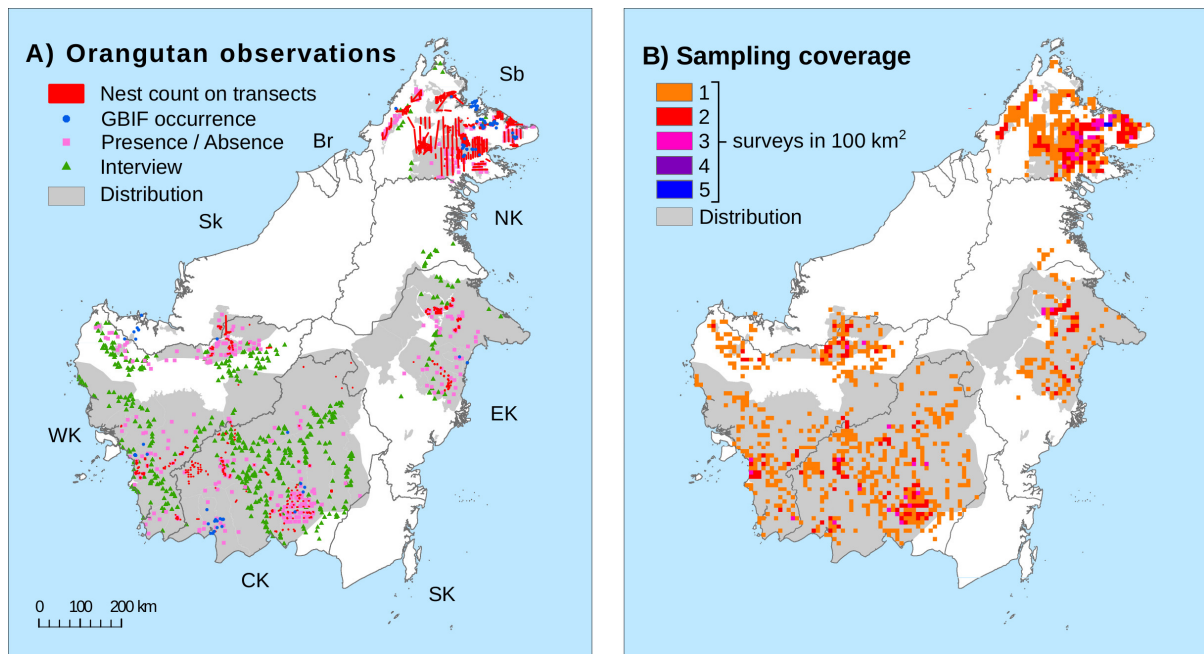 A) Orangutan observations
Nest count on transects
GBIF occurrence
Presence / Absence
Interview
Distribution
Sb
Br
Sk
NK
EK
WK
CK
SK
0 100 200 km
B) Sampling coverage
1
2
3 surveys in 100 km²
4
5
Distribution